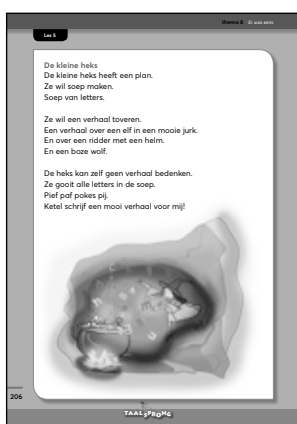 thema 8 Er was eens
Les 5
De kleine heks
De kleine heks heeft een plan.
Ze wil soep maken.
Soep van letters.
Ze wil een verhaal toveren.
Een verhaal over een elf in een mooie jurk.
En over een ridder met een helm.
En een boze wolf.
De heks kan zelf geen verhaal bedenken.
Ze gooit alle letters in de soep.
Pief paf pokes pij.
Ketel schrijf een mooi verhaal voor mij!
206
TAALSPRONG